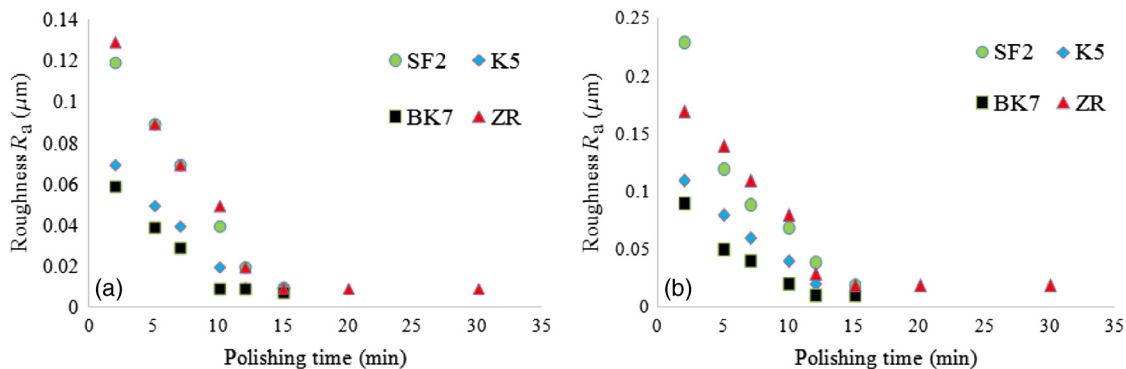 0.14
0.12
0.1
0.08
0.06
0.04
0.02
0
Roughness Ra (μm)
SF2 K5
BK7 ZR
(a)
0 5 10 15 20 25 30 35
Polishing time (min)
0.25
0.2
0.15
0.1
0.05
0
Roughness Ra (μm)
SF2 K5
BK7 ZR
(b)
0 5 10 15 20 25 30 35
Polishing time (min)